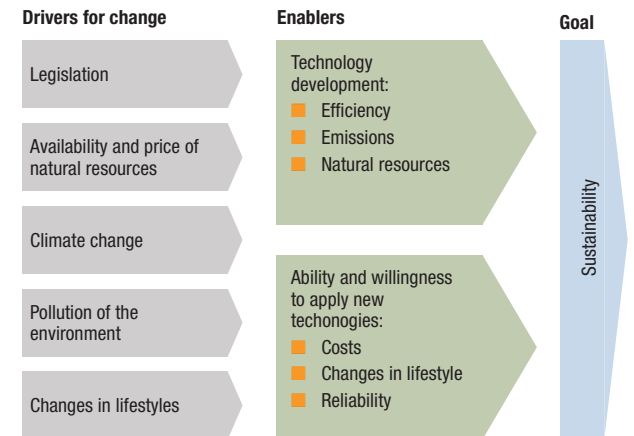 Drivers for change
Legislation
Availability and price of
natural resources
Climate change
Pollution of the
environment
Changes in lifestyles
Enablers
Technology
development:
Efficiency
Emissions
Natural resources
Ability and willingness
to apply new
techonogies:
Costs
Changes in lifestyle
Reliability
Goal
Sustainability